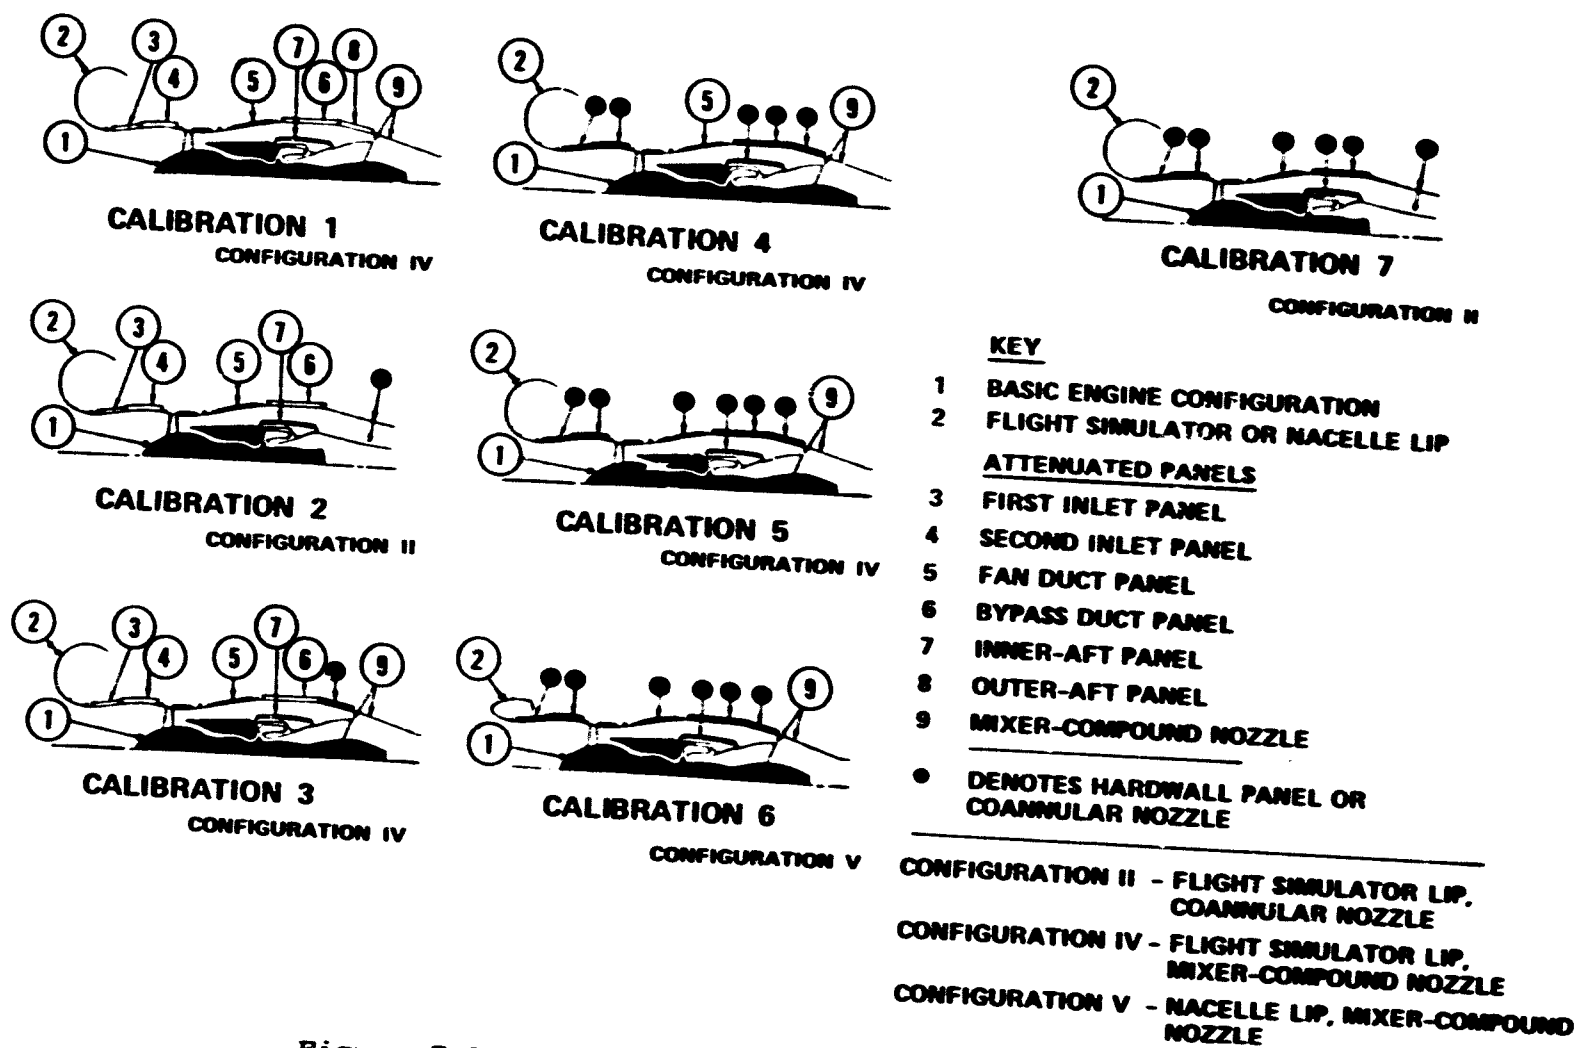 2 3 4 5 7 6 8 9
1
CALIBRATION 1
CONFIGURATION IV
2 3 4 5 7 6
1
CALIBRATION 2
CONFIGURATION II
2 3 4 5 7 6 9
1
CALIBRATION 3
CONFIGURATION IV
2 5 9
1
CALIBRATION 4
CONFIGURATION IV
2 9
1
CALIBRATION 5
CONFIGURATION IV
2 9
1
CALIBRATION 6
CONFIGURATION V
2
1
CALIBRATION 7
CONFIGURATION II
KEY
1 BASIC ENGINE CONFIGURATION
2 FLIGHT SIMULATOR OR NACELLE LIP
ATTENUATED PANELS
3 FIRST INLET PANEL
4 SECOND INLET PANEL
5 FAN DUCT PANEL
6 BYPASS DUCT PANEL
7 INNER-AFT PANEL
8 OUTER-AFT PANEL
9 MIXER-COMPOUND NOZZLE
● DENOTES HARDWALL PANEL OR
COANNULAR NOZZLE
CONFIGURATION II - FLIGHT SIMULATOR LIP,
COANNULAR NOZZLE
CONFIGURATION IV - FLIGHT SIMULATOR LIP,
MIXER-COMPOUND NOZZLE
CONFIGURATION V - NACELLE LIP, MIXER-COMPOUND
NOZZLE